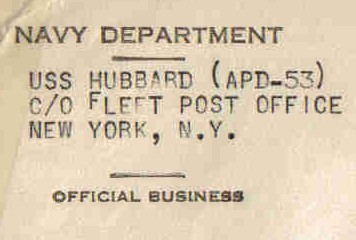 NAVY DEPARTMENT
USS HUBBARD (APD-53)
C/O FLEET POST OFFICE
NEW YORK, N.Y.
OFFICIAL BUSINESS